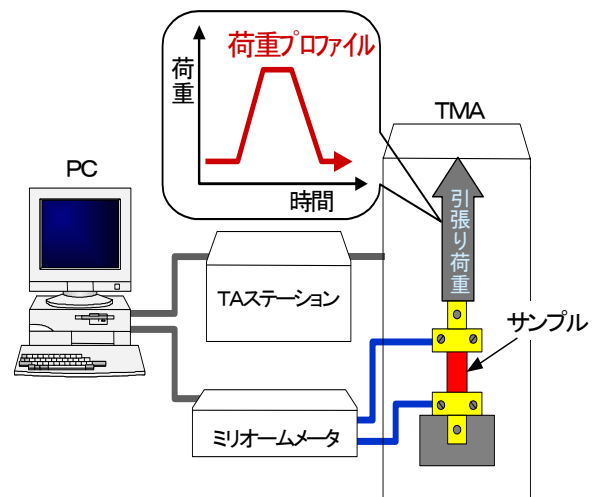 荷重プロファイル
荷重
時間
TMA
PC
引張り荷重
TAステーション
サンプル
ミリオームメータ